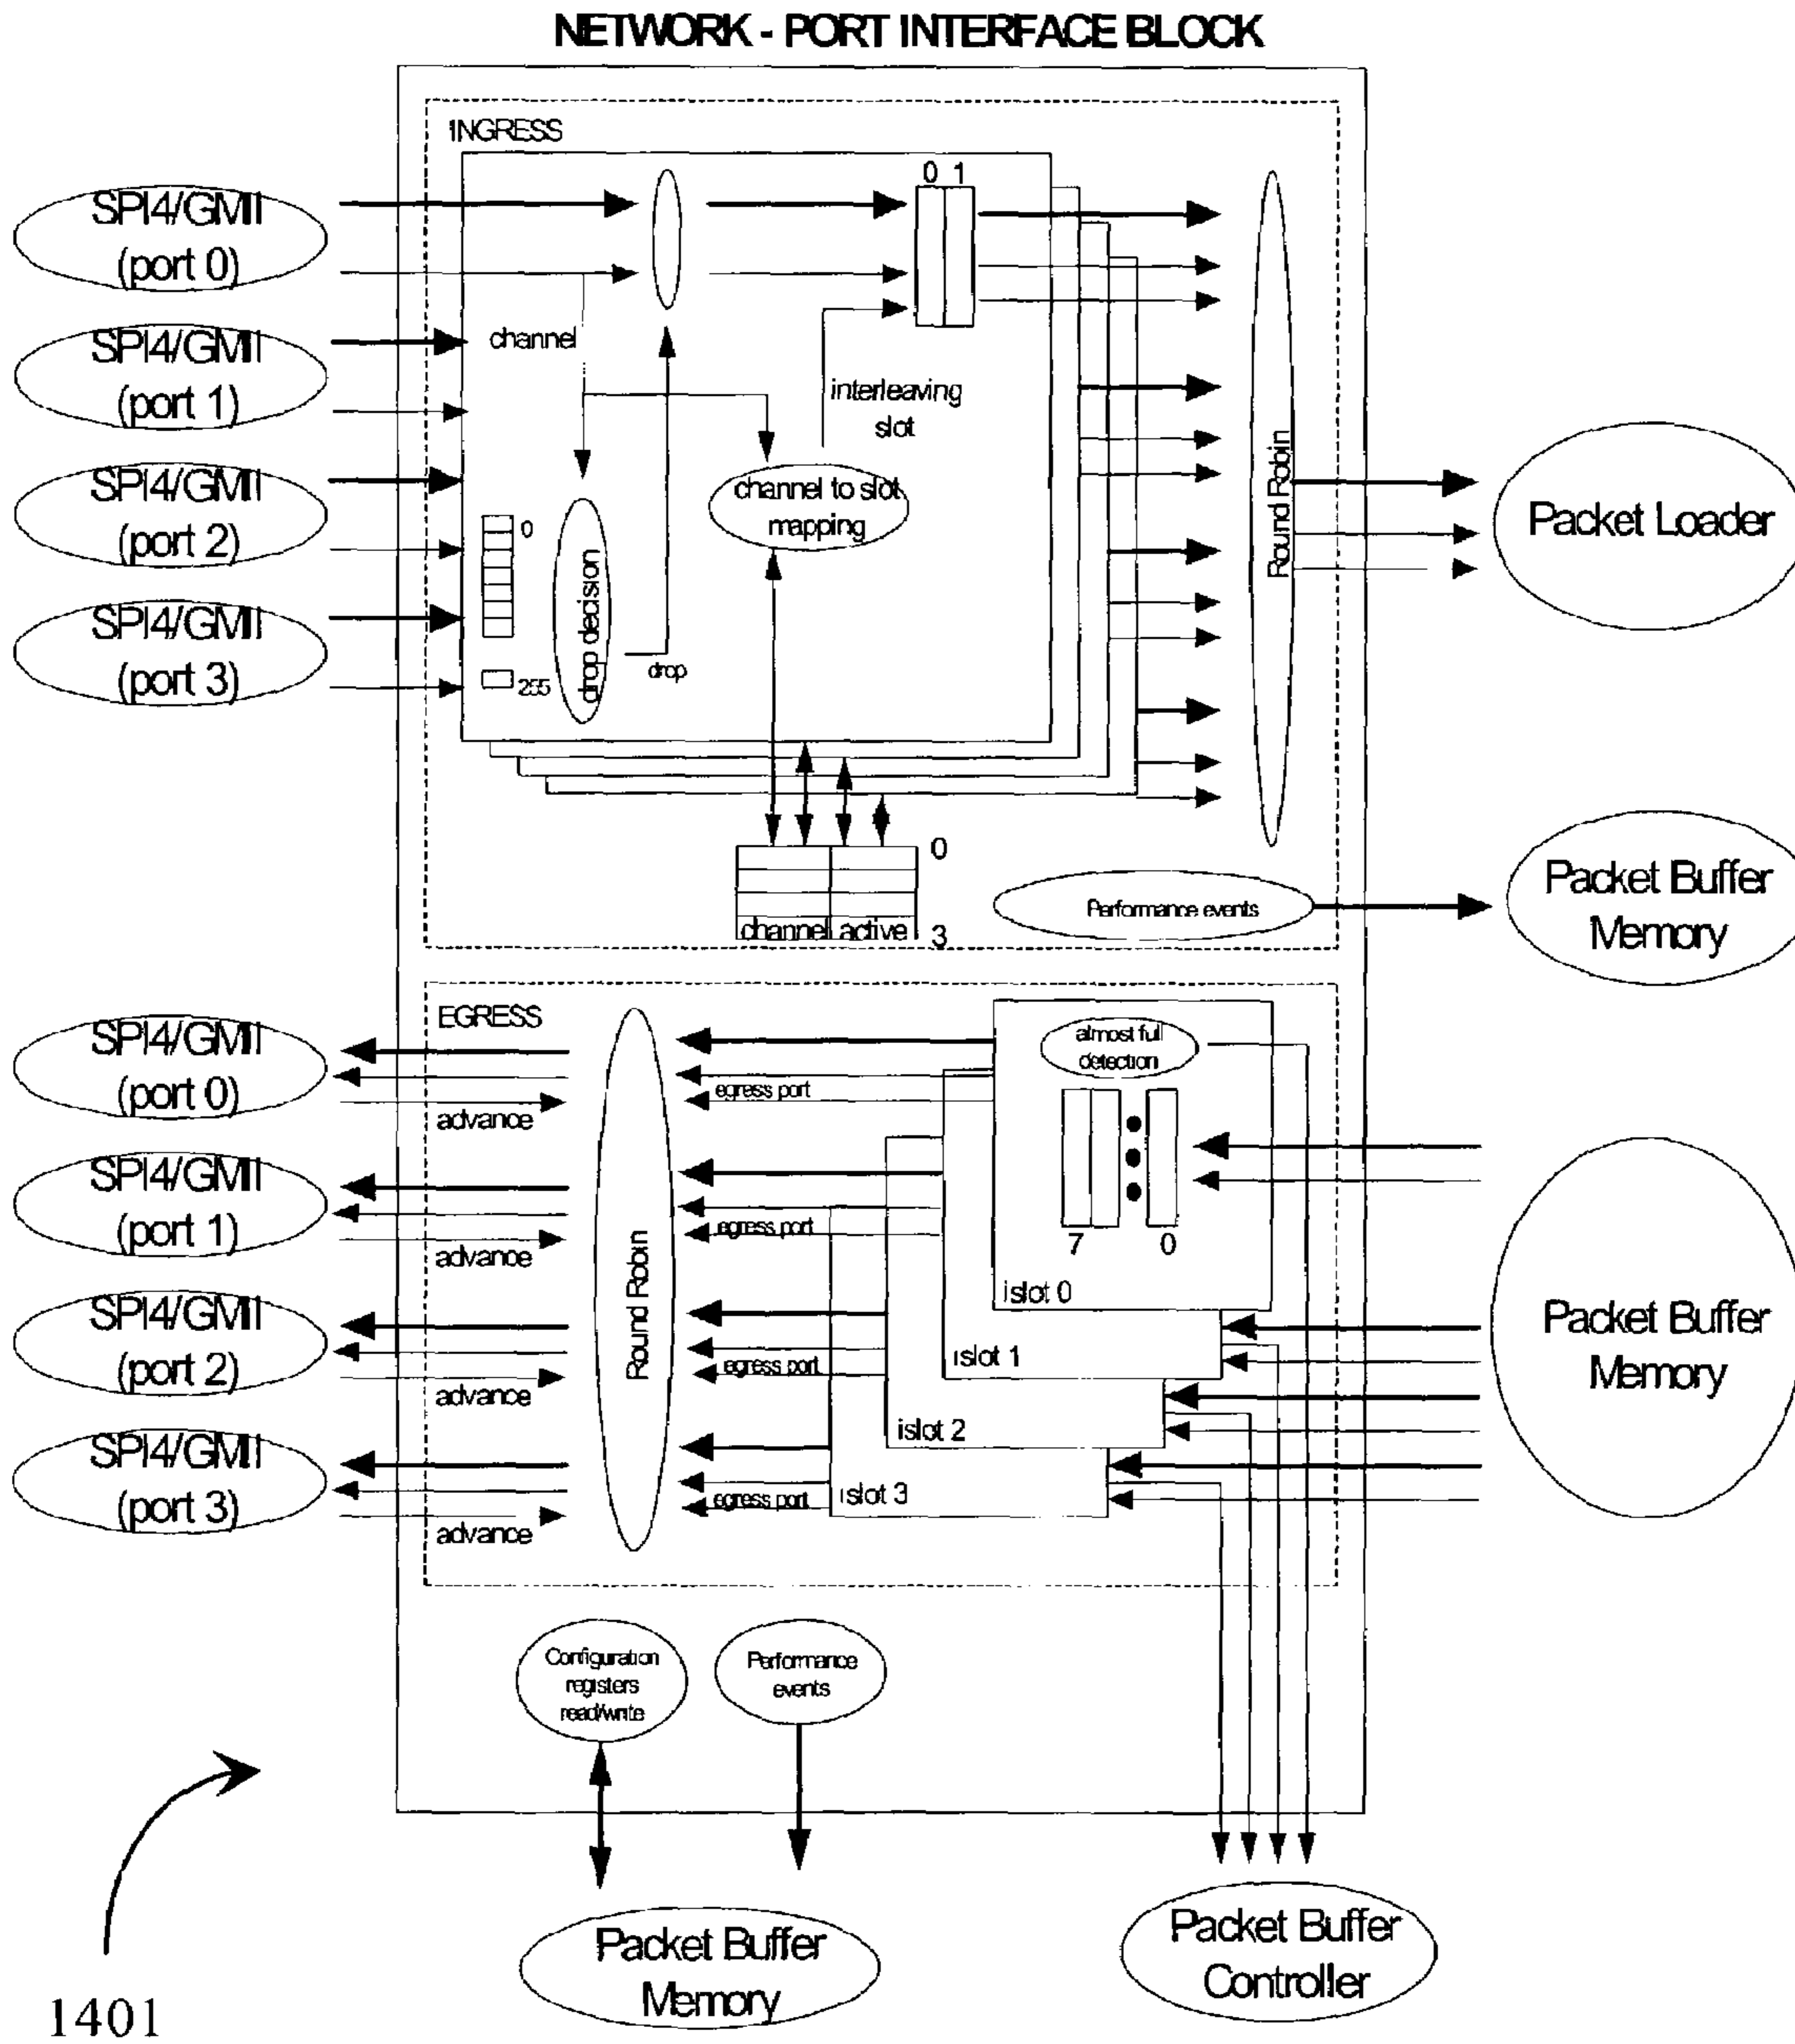 NETWORK - PORT INTERFACE BLOCK
INGRESS
SPI4/GMII
(port 0)
SPI4/GMII
(port 1)
SPI4/GMII
(port 2)
SPI4/GMII
(port 3)
0 1
channel
interleaving
slot
channel to slot
mapping
0
255
drop decision
drop
Round Robin
Packet Loader
0
channel active 3
Performance events
Packet Buffer
Memory
EGRESS
SPI4/GMII
(port 0)
advance
SPI4/GMII
(port 1)
advance
SPI4/GMII
(port 2)
advance
SPI4/GMII
(port 3)
advance
Round Robin
egress port
egress port
egress port
egress port
almost full
detection
7 0
islot 0
islot 1
islot 2
islot 3
Packet Buffer
Memory
Configuration
registers
read/write
Performance
events
Packet Buffer
Memory
Packet Buffer
Controller
1401